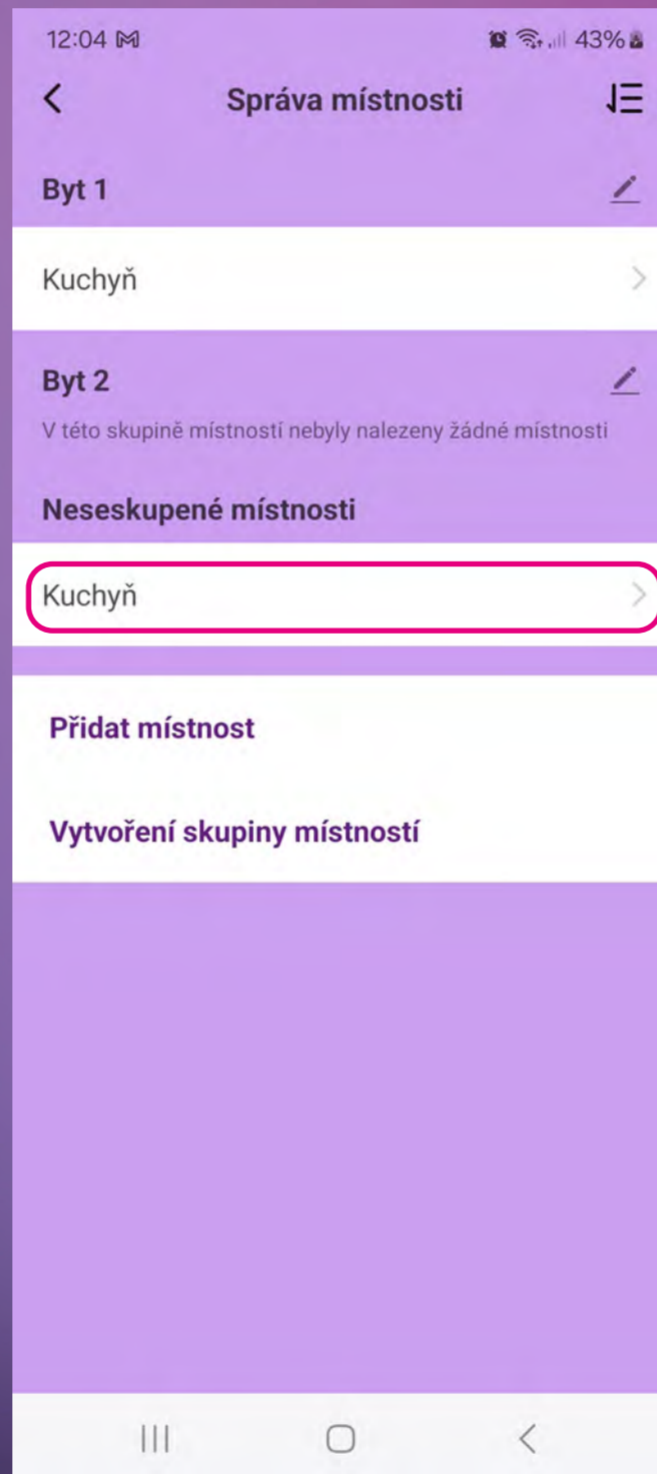 12:04
43%
Správa místnosti
Byt 1
Kuchyň
Byt 2
V této skupině místností nebyly nalezeny žádné místnosti
Neseskupené místnosti
Kuchyň
Přidat místnost
Vytvoření skupiny místností